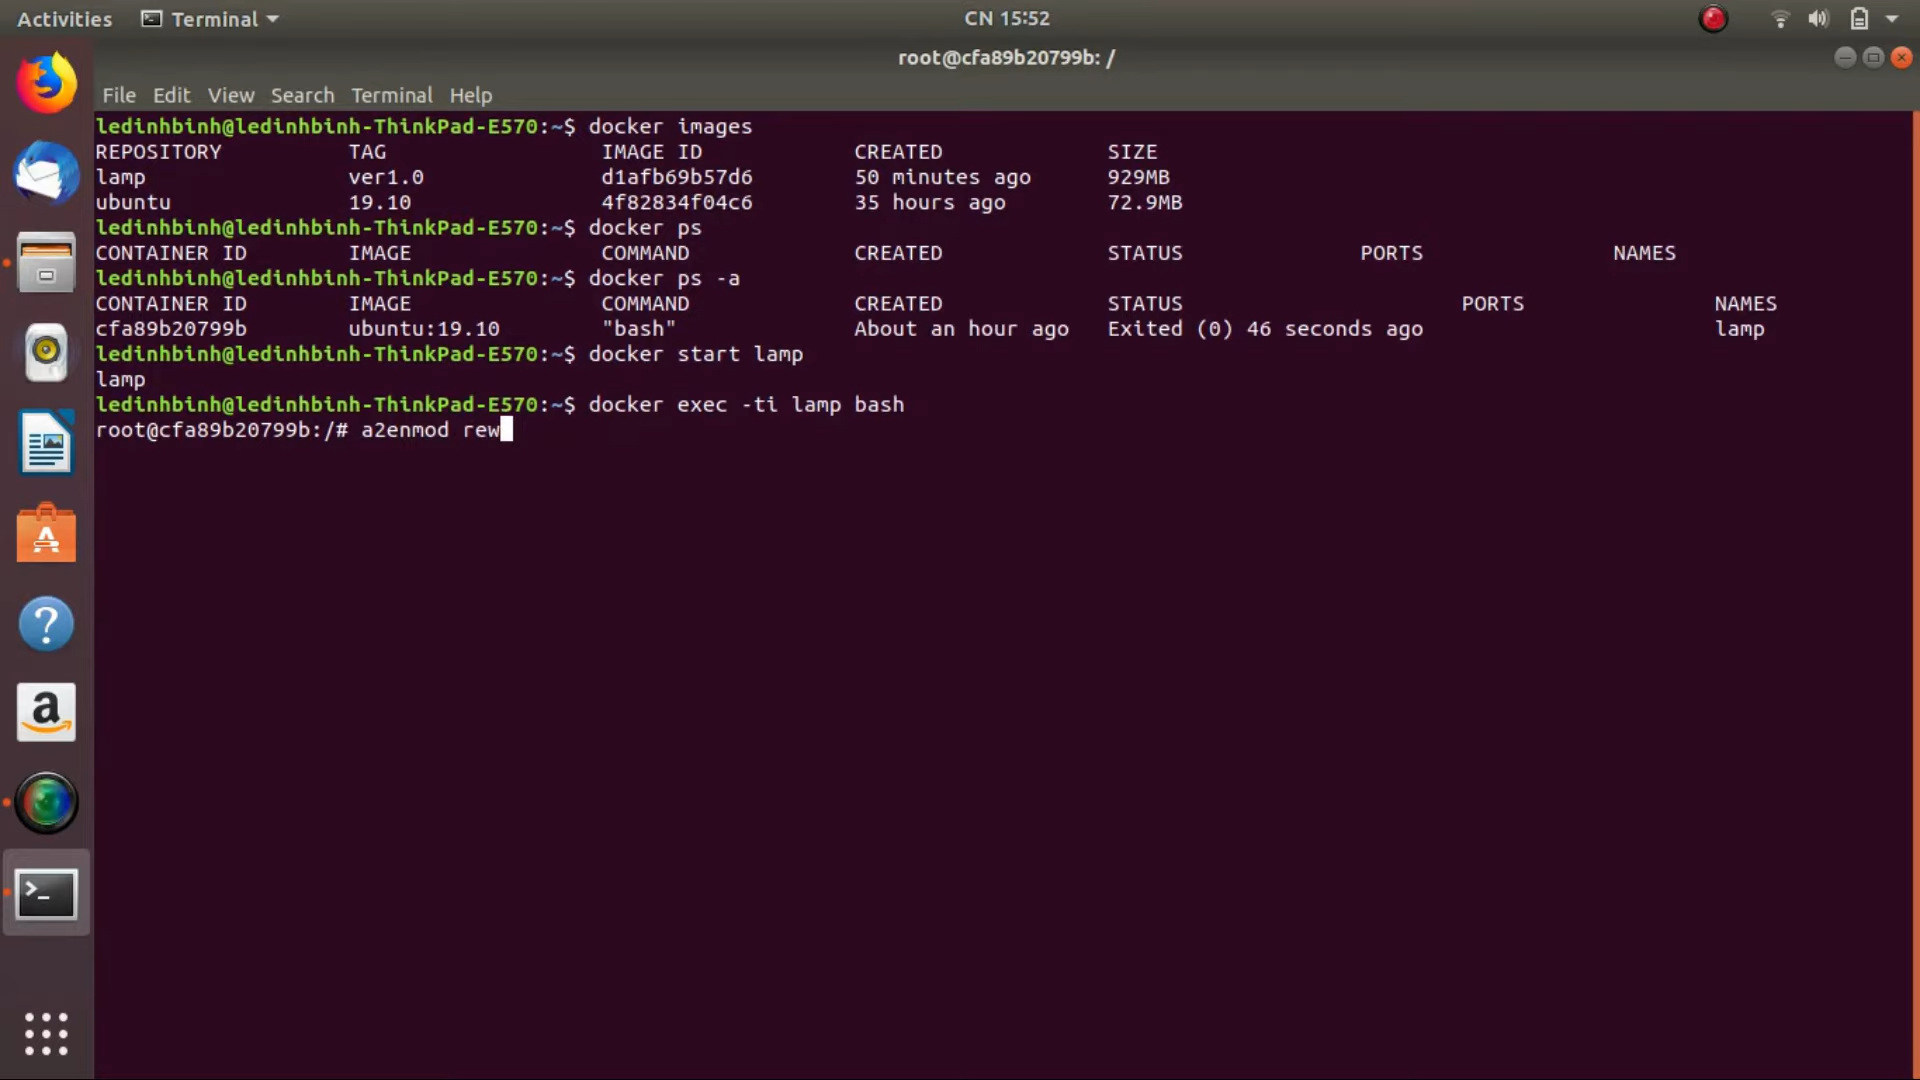 Activities Terminal CN 15:52
root@cfa89b20799b: /
File Edit View Search Terminal Help
ledinhbinh@ledinhbinh-ThinkPad-E570:~$ docker images
REPOSITORY TAG IMAGE ID CREATED SIZE
lamp ver1.0 d1afb69b57d6 50 minutes ago 929MB
ubuntu 19.10 4f82834f04c6 35 hours ago 72.9MB
ledinhbinh@ledinhbinh-ThinkPad-E570:~$ docker ps
CONTAINER ID IMAGE COMMAND CREATED STATUS PORTS NAMES
ledinhbinh@ledinhbinh-ThinkPad-E570:~$ docker ps -a
CONTAINER ID IMAGE COMMAND CREATED STATUS PORTS NAMES
cfa89b20799b ubuntu:19.10 "bash" About an hour ago Exited (0) 46 seconds ago lamp
ledinhbinh@ledinhbinh-ThinkPad-E570:~$ docker start lamp
lamp
ledinhbinh@ledinhbinh-ThinkPad-E570:~$ docker exec -ti lamp bash
root@cfa89b20799b:/# a2enmod rew